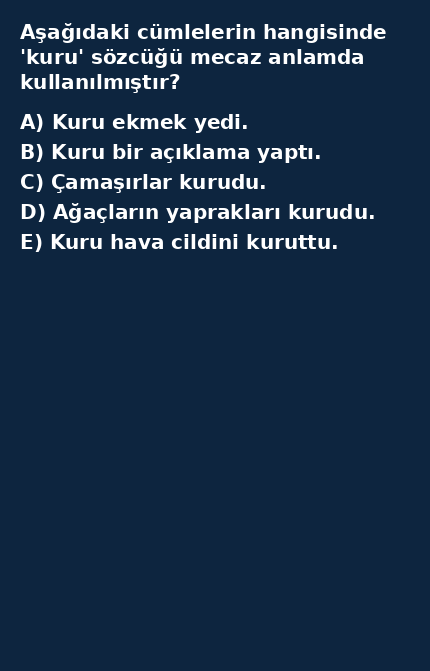 Aşağıdaki cümlelerin hangisinde
'kuru' sözcüğü mecaz anlamda
kullanılmıştır?
A) Kuru ekmek yedi.
B) Kuru bir açıklama yaptı.
C) Çamaşırlar kurudu.
D) Ağaçların yaprakları kurudu.
E) Kuru hava cildini kuruttu.